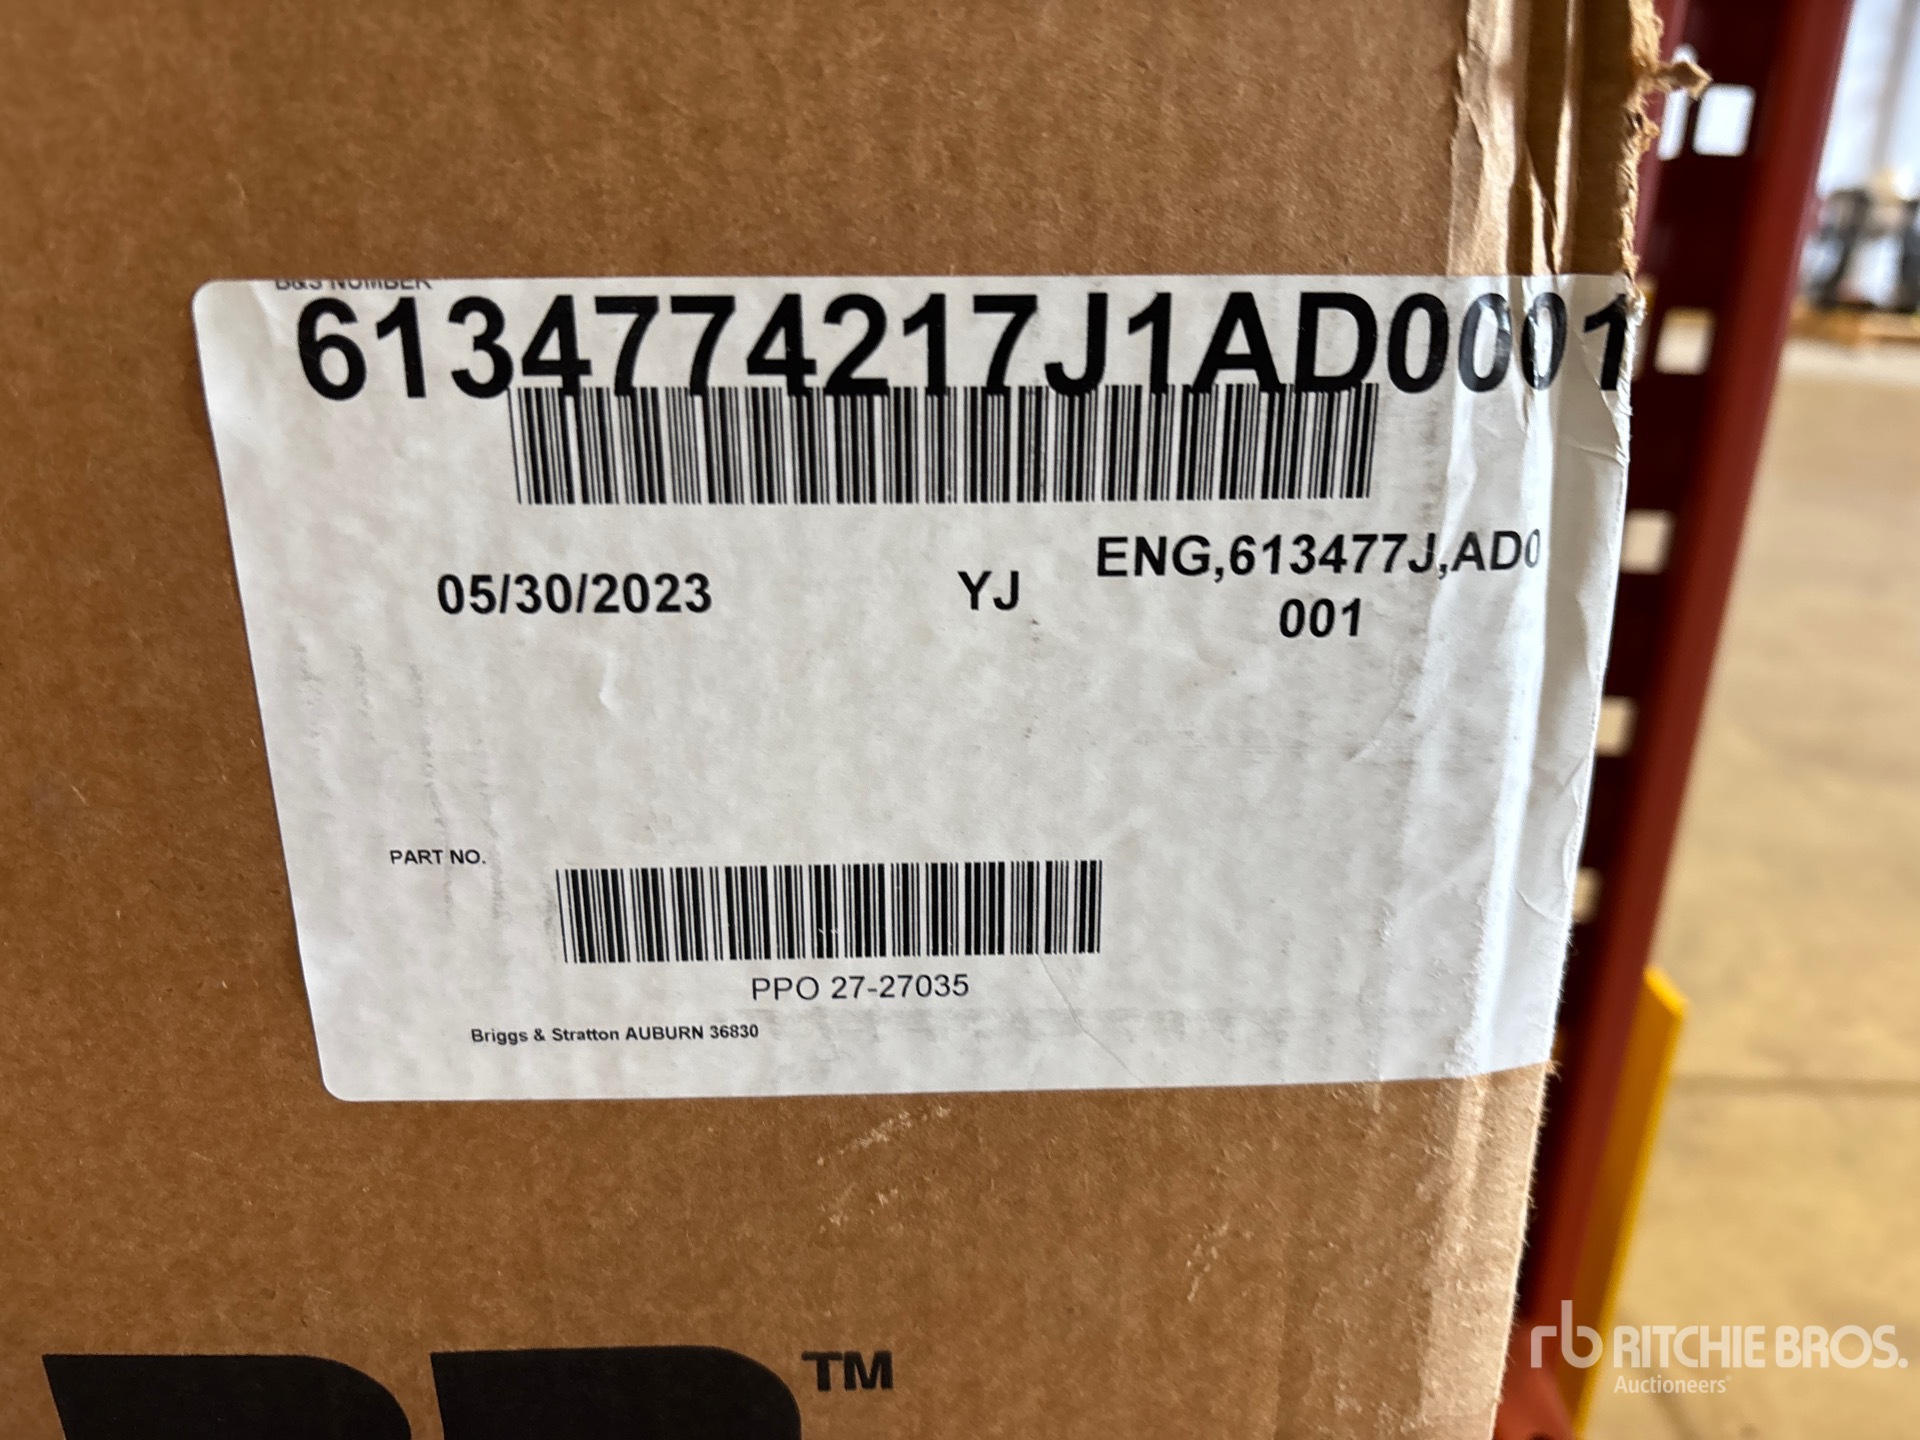 B&S NUMBER
6134774217J1AD0001
05/30/2023 YJ ENG,613477J,AD0
001
PART NO.
PPO 27-27035
Briggs & Stratton AUBURN 36830
TM
rb RITCHIE BROS.
Auctioneers